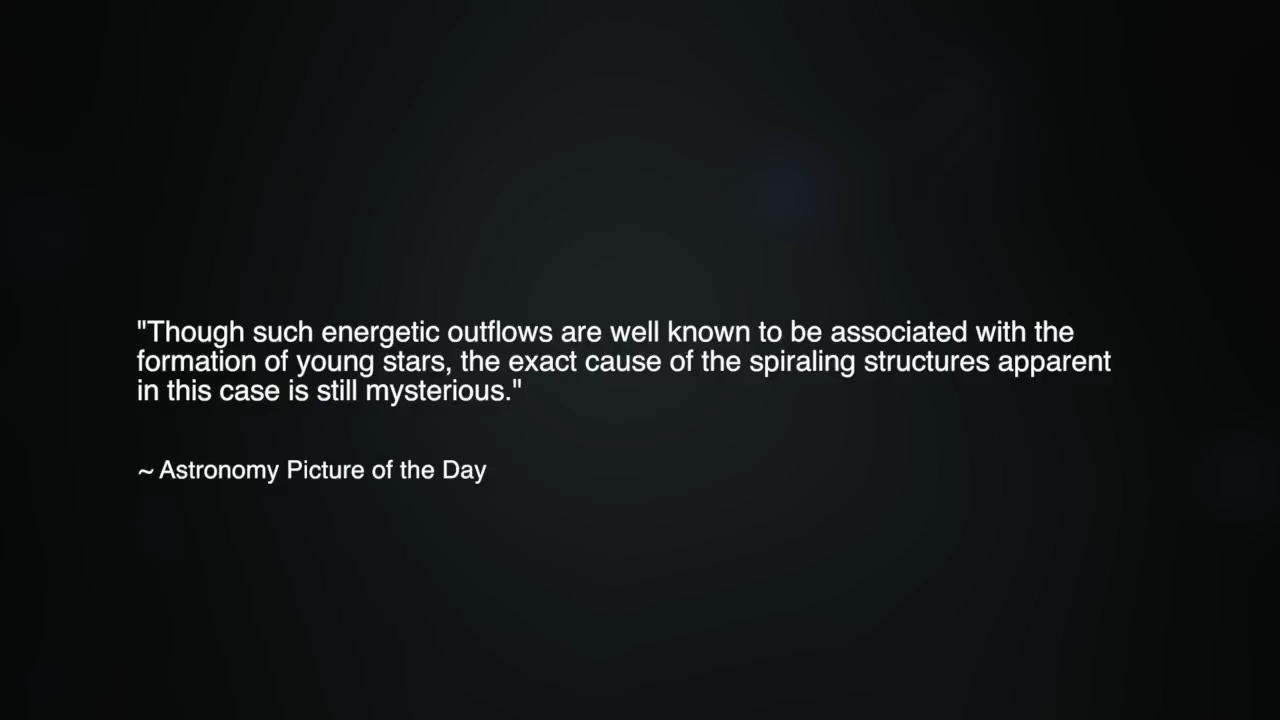 "Though such energetic outflows are well known to be associated with the
formation of young stars, the exact cause of the spiraling structures apparent
in this case is still mysterious."
~ Astronomy Picture of the Day